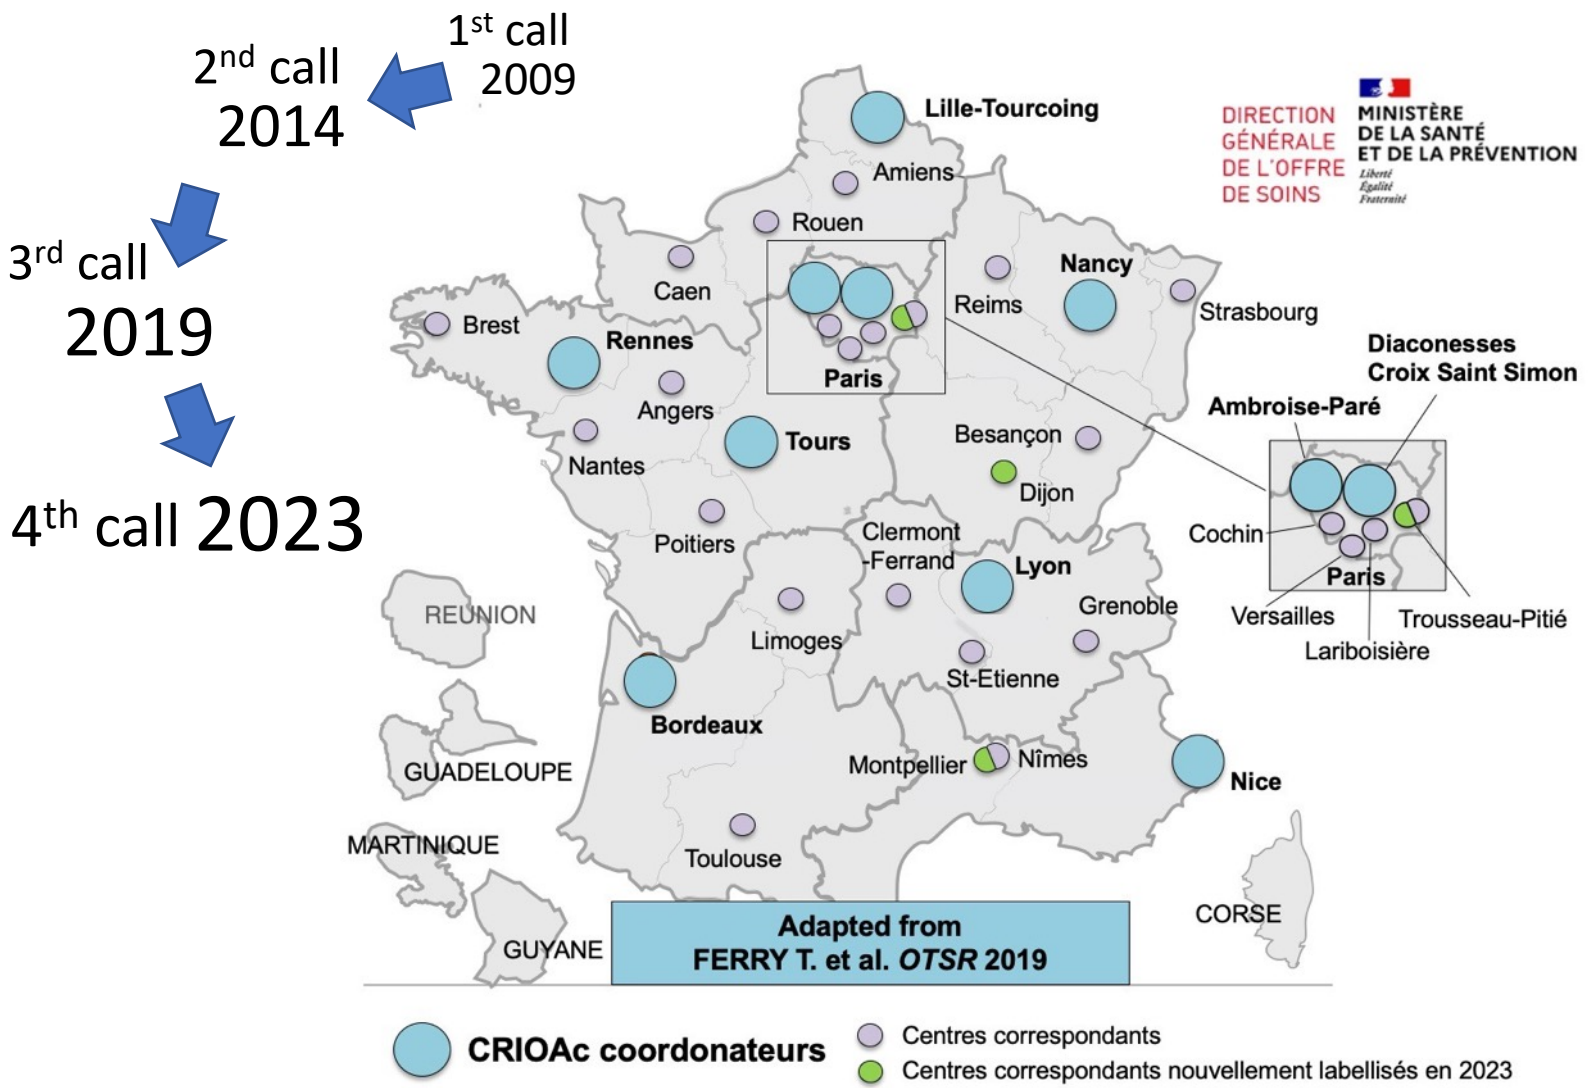 1st call
2009
2nd call
2014
3rd call
2019
4th call 2023
DIRECTION
GÉNÉRALE
DE L'OFFRE
DE SOINS
MINISTÈRE
DE LA SANTÉ
ET DE LA PRÉVENTION
Liberté
Égalité
Fraternité
Lille-Tourcoing
Amiens
Rouen
Caen
Reims
Nancy
Strasbourg
Brest
Rennes
Angers
Nantes
Paris
Tours
Besançon
Dijon
Poitiers
Clermont
-Ferrand
Lyon
Grenoble
Limoges
St-Etienne
Bordeaux
Montpellier
Nîmes
Nice
Toulouse
Diaconesses
Croix Saint Simon
Ambroise-Paré
Cochin
Paris
Versailles
Trousseau-Pitié
Lariboisière
REUNION
GUADELOUPE
MARTINIQUE
GUYANE
CORSE
Adapted from
FERRY T. et al. OTSR 2019
CRIOAc coordonateurs
Centres correspondants
Centres correspondants nouvellement labellisés en 2023